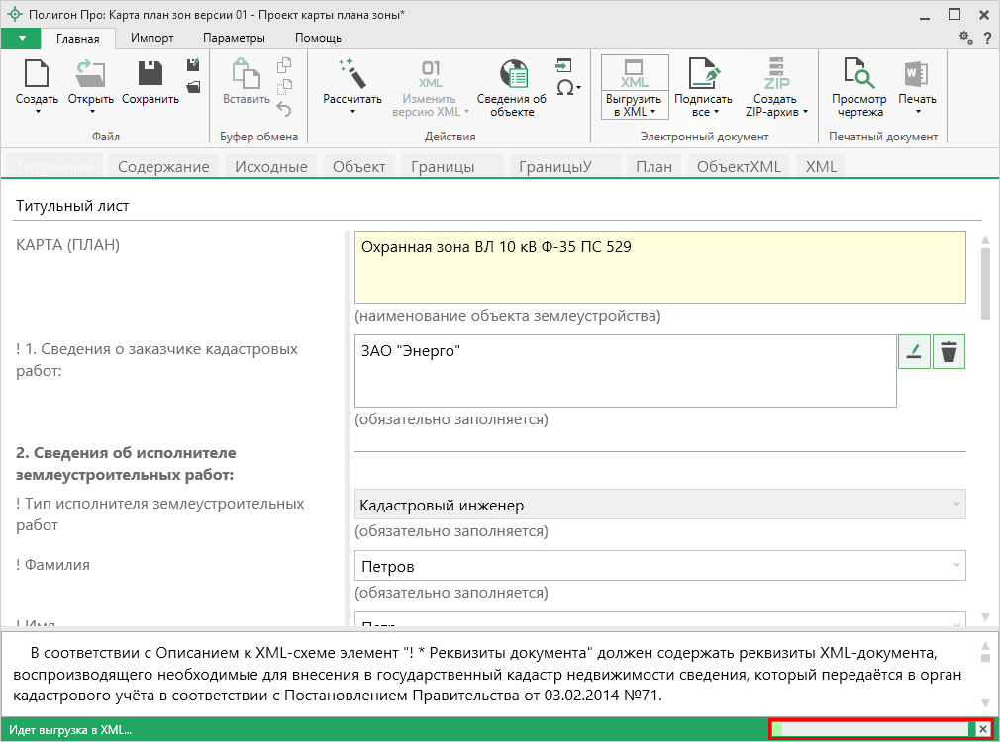 Полигон Про: Карта план зон версии 01 - Проект карты плана зоны*
Главная Импорт Параметры Помощь
?
Создать Открыть Сохранить
Файл
Вставить
Буфер обмена
Рассчитать
01
XML
Изменить
версию XML
Сведения об
объекте
Ω
Действия
XML
Выгрузить
в XML
Подписать
все
ZIP
Создать
ZIP-архив
Электронный документ
Просмотр
чертежа
W
Печать
Печатный документ
Титульный Содержание Исходные Объект Границы ГраницыУ План ОбъектXML XML
Титульный лист
КАРТА (ПЛАН)
Охранная зона ВЛ 10 кВ Ф-35 ПС 529
(наименование объекта землеустройства)
! 1. Сведения о заказчике кадастровых
работ:
ЗАО "Энерго"
(обязательно заполняется)
2. Сведения об исполнителе
землеустроительных работ:
! Тип исполнителя землеустроительных
работ
Кадастровый инженер
(обязательно заполняется)
! Фамилия
Петров
(обязательно заполняется)
! Имя
Петр
В соответствии с Описанием к XML-схеме элемент "! * Реквизиты документа" должен содержать реквизиты XML-документа,
воспроизводящего необходимые для внесения в государственный кадастр недвижимости сведения, который передаётся в орган
кадастрового учёта в соответствии с Постановлением Правительства от 03.02.2014 №71.
Идет выгрузка в XML...